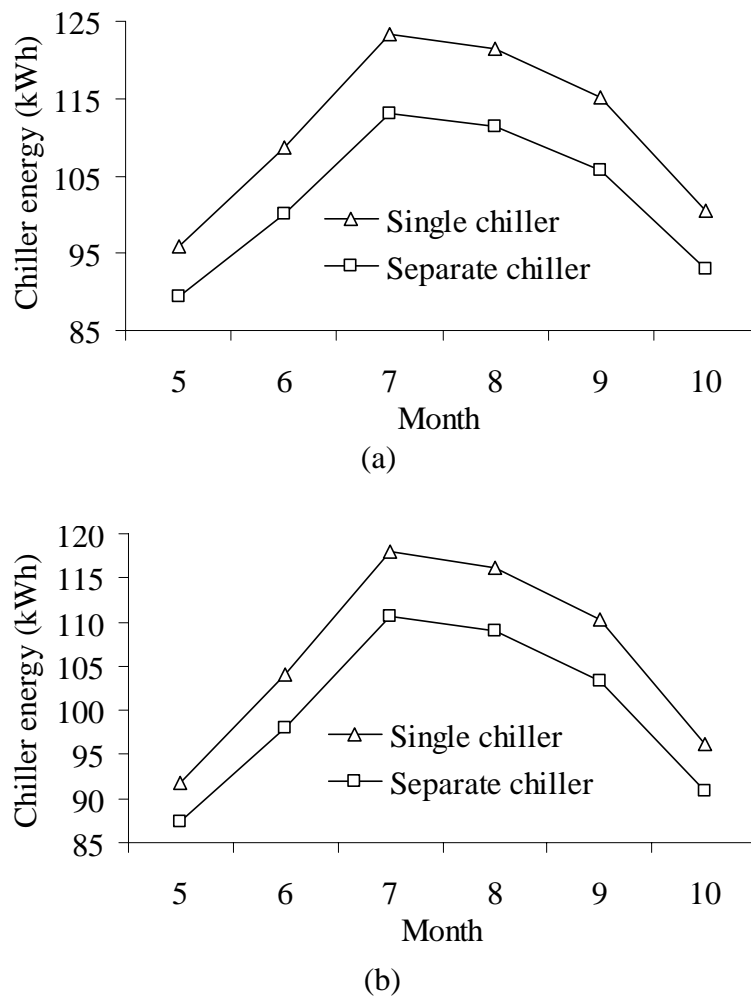 Chiller energy (kWh)
125
115
105
95
85
Single chiller
Separate chiller
5 6 7 8 9 10
Month
(a)
Chiller energy (kWh)
120
115
110
105
100
95
90
85
Single chiller
Separate chiller
5 6 7 8 9 10
Month
(b)